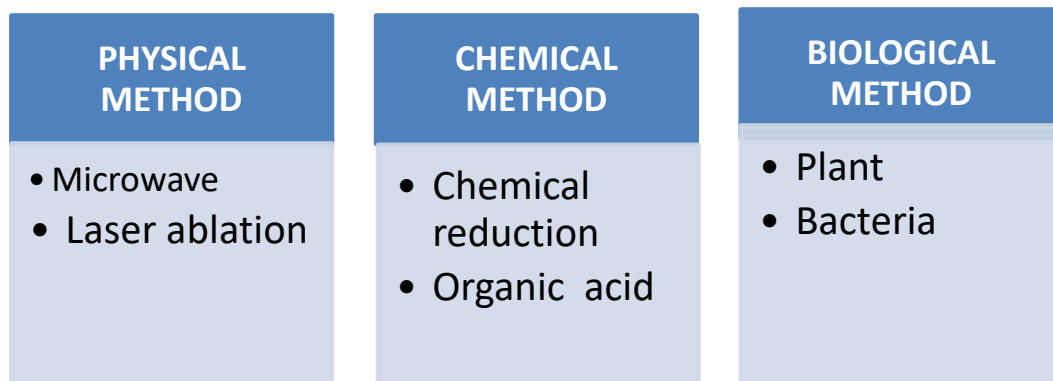 PHYSICAL
METHOD
• Microwave
• Laser ablation
CHEMICAL
METHOD
• Chemical
reduction
• Organic acid
BIOLOGICAL
METHOD
• Plant
• Bacteria